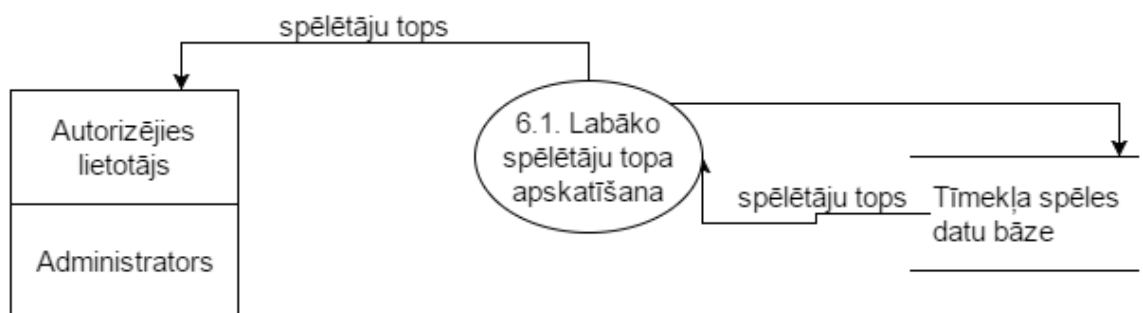 spēlētāju tops
Autorizējies
lietotājs
Administrators
6.1. Labāko
spēlētāju topa
apskatīšana
spēlētāju tops
Tīmekļa spēles
datu bāze